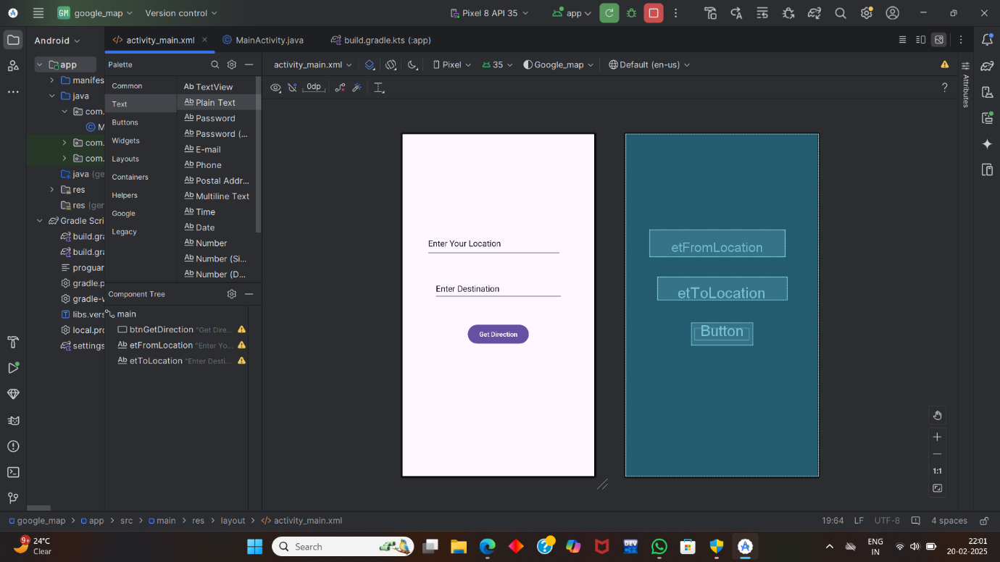 GM google_map Version control Pixel 8 API 35 app
Android activity_main.xml MainActivity.java build.gradle.kts (:app)
app
manifes
java
com.
M
com.
com.
java (ge
res
res (ger
Gradle Scri
build.gra
build.gra
proguar
gradle.p
gradle-v
libs.vers
local.pro
settings
Palette
Common
Text
Buttons
Widgets
Layouts
Containers
Helpers
Google
Legacy
Ab TextView
Ab Plain Text
Ab Password
Ab Password (...
Ab E-mail
Ab Phone
Ab Postal Addr...
Ab Multiline Text
Ab Time
Ab Date
Ab Number
Ab Number (Si...
Ab Number (D...
Component Tree
main
btnGetDirection "Get Dire...
Ab etFromLocation "Enter Yo...
Ab etToLocation "Enter Desti...
activity_main.xml Pixel 35 Google_map Default (en-us)
0dp ?
Attributes
Enter Your Location
Enter Destination
Get Direction
etFromLocation
etToLocation
Button
1:1
google_map > app > src > main > res > layout > activity_main.xml 19:64 LF UTF-8 4 spaces
9+ 24°C
Clear
Search
DEV
C++
ENG
IN
22:01
20-02-2025